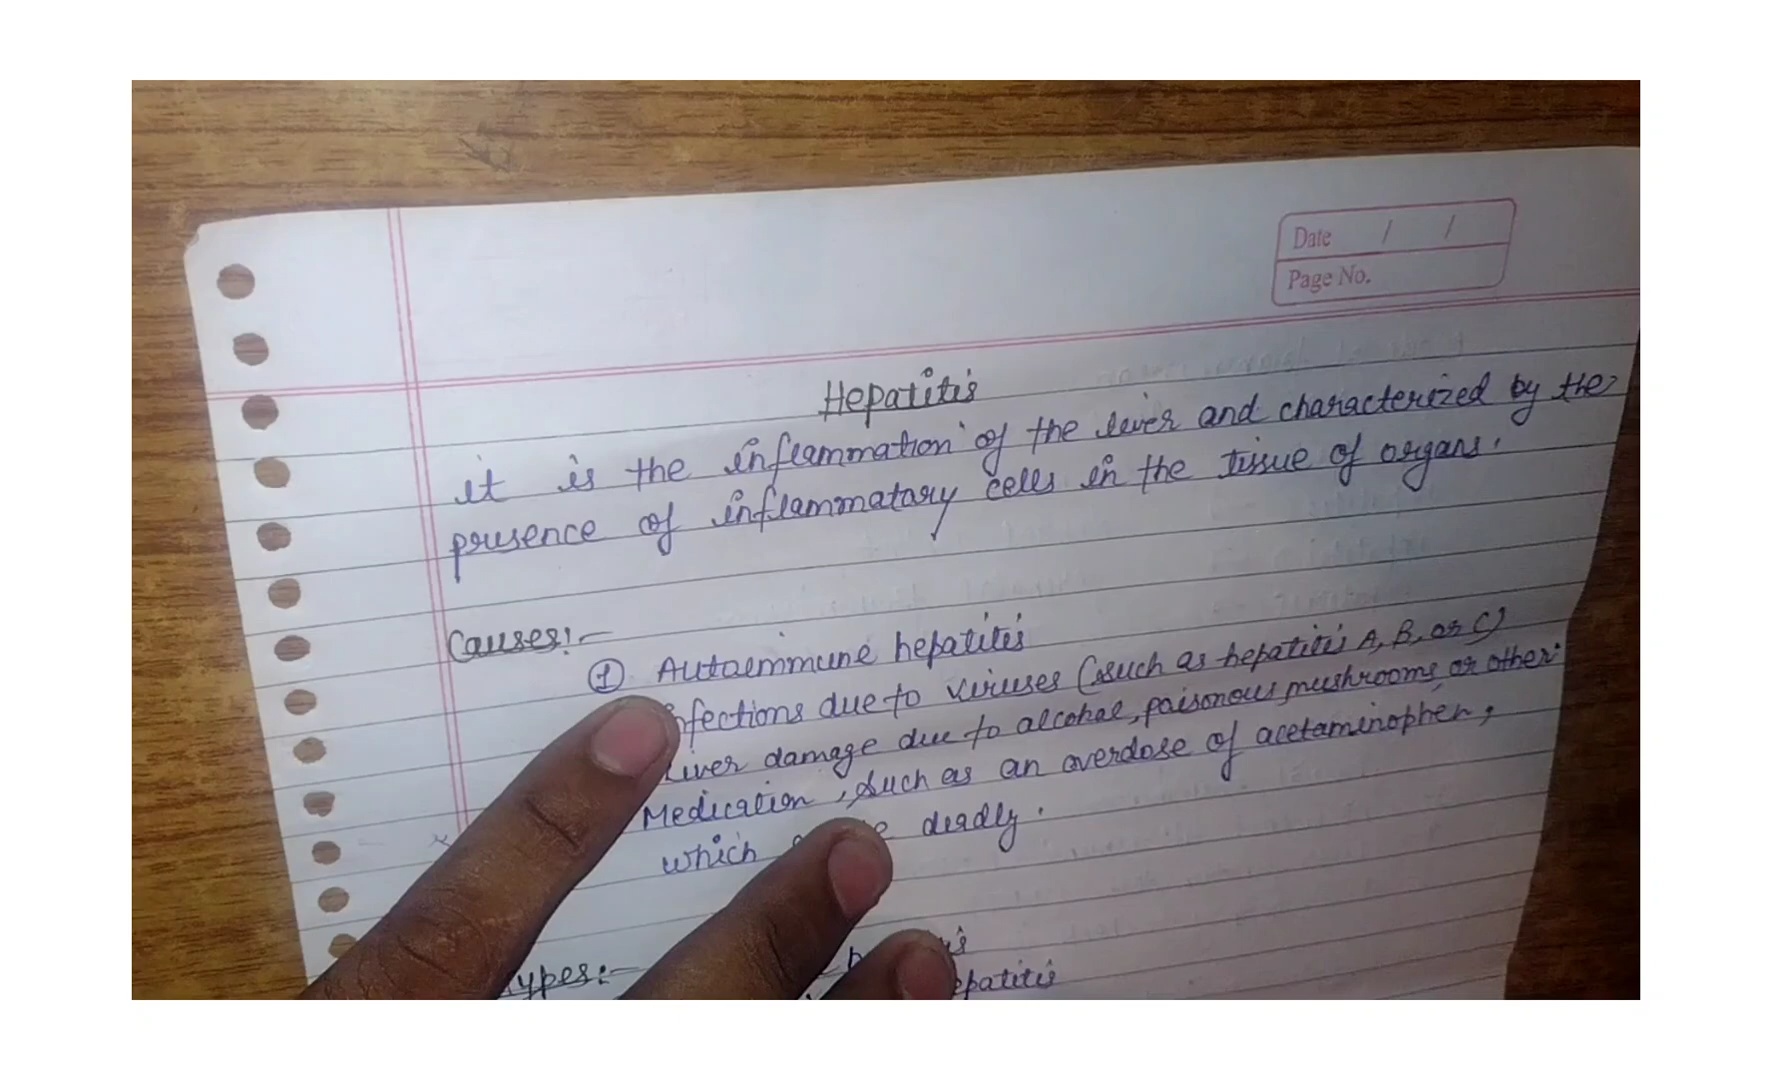 Date / /
Page No.
Hepatitis
it is the inflammation of the liver and characterized by the
presence of inflammatory cells in the tissue of organs.
Causes:-
① Autoimmune hepatitis
infections due to viruses (such as hepatitis A, B, or C)
Liver damage due to alcohol, poisonous mushrooms, or other
Medication, such as an overdose of acetaminophen,
which deadly.
ypes:-
epatitis